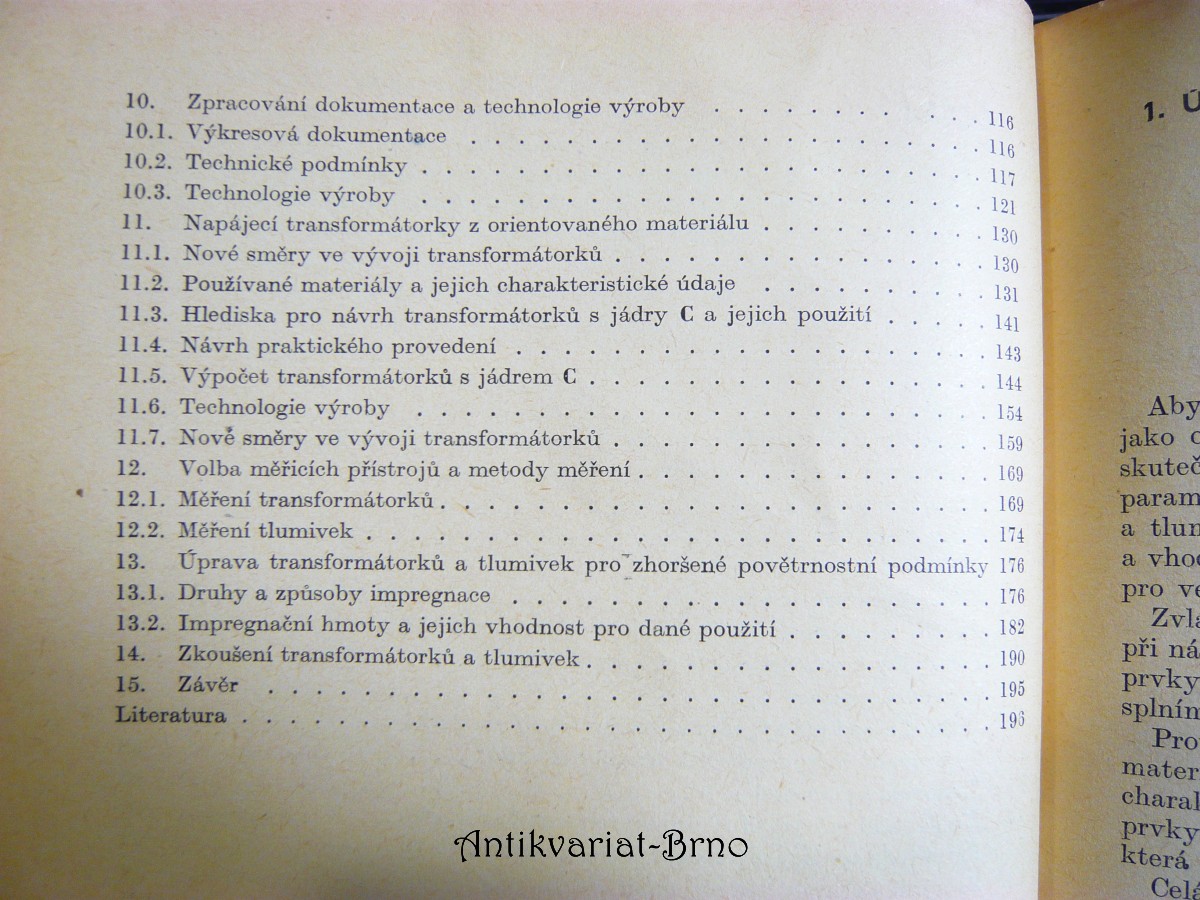 10. Zpracování dokumentace a technologie výroby . . . . . . . . . . 116
10.1. Výkresová dokumentace . . . . . . . . . . . . . . . . . . 116
10.2. Technické podmínky . . . . . . . . . . . . . . . . . . . . 117
10.3. Technologie výroby . . . . . . . . . . . . . . . . . . . . 121
11. Napájecí transformátorky z orientovaného materiálu . . . . . . . . . 130
11.1. Nové směry ve vývoji transformátorků . . . . . . . . . . . . . 130
11.2. Používané materiály a jejich charakteristické údaje . . . . . . . . . 131
11.3. Hlediska pro návrh transformátorků s jádry C a jejich použití . . . . . 141
11.4. Návrh praktického provedení . . . . . . . . . . . . . . . . . 143
11.5. Výpočet transformátorků s jádrem C . . . . . . . . . . . . . . 144
11.6. Technologie výroby . . . . . . . . . . . . . . . . . . . . 154
11.7. Nové směry ve vývoji transformátorků . . . . . . . . . . . . . 159
12. Volba měřicích přístrojů a metody měření . . . . . . . . . . . . . 169
12.1. Měření transformátorků . . . . . . . . . . . . . . . . . . . 169
12.2. Měření tlumivek . . . . . . . . . . . . . . . . . . . . . . 174
13. Úprava transformátorků a tlumivek pro zhoršené povětrnostní podmínky 176
13.1. Druhy a způsoby impregnace . . . . . . . . . . . . . . . . . 176
13.2. Impregnační hmoty a jejich vhodnost pro dané použití . . . . . . . . 182
14. Zkoušení transformátorků a tlumivek . . . . . . . . . . . . . . 190
15. Závěr . . . . . . . . . . . . . . . . . . . . . . . . . . 195
Literatura . . . . . . . . . . . . . . . . . . . . . . . . . . . 196
1. Ú
Aby
jako
skuteč
param
a tlum
a vhod
pro ve
Zvlá
při ná
prvky
splním
Pro
mater
charak
prvky
která
Celá
Antikvariat-Brno